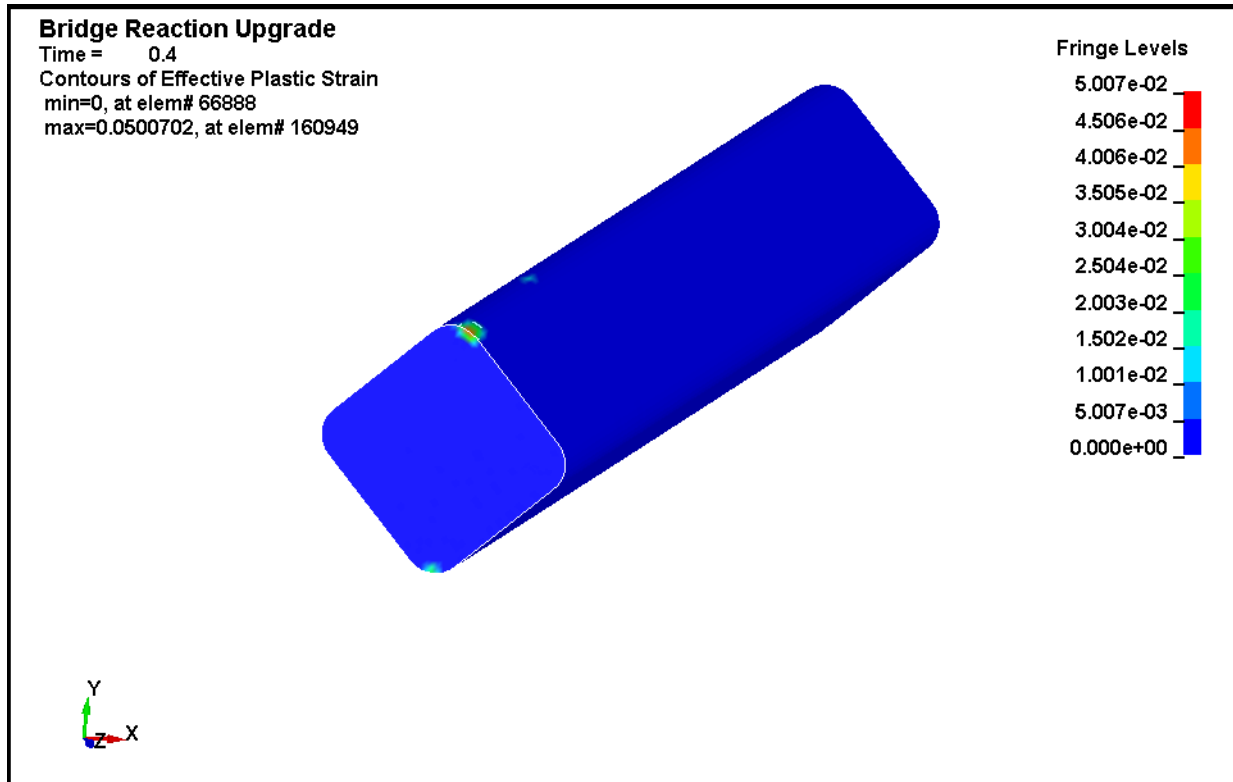 Bridge Reaction Upgrade
Time = 0.4
Contours of Effective Plastic Strain
min=0, at elem# 66888
max=0.0500702, at elem# 160949
Fringe Levels
5.007e-02
4.506e-02
4.006e-02
3.505e-02
3.004e-02
2.504e-02
2.003e-02
1.502e-02
1.001e-02
5.007e-03
0.000e+00
Y
Z X